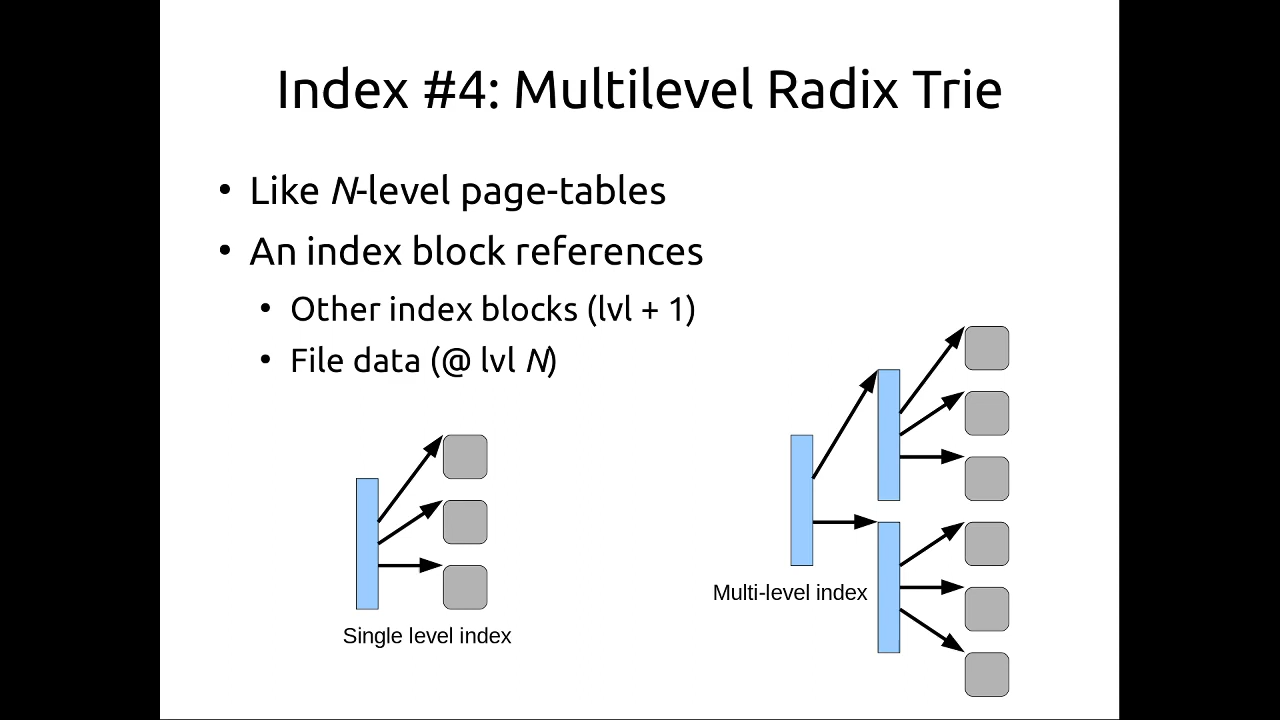 Index #4: Multilevel Radix Trie
• Like N-level page-tables
• An index block references
• Other index blocks (lvl + 1)
• File data (@ lvl N)
Multi-level index
Single level index